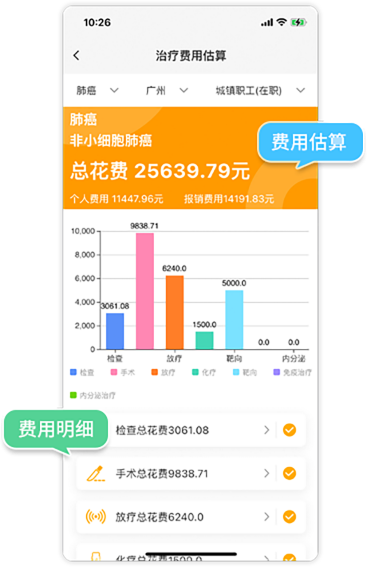 10:26
治疗费用估算
肺癌 广州 城镇职工(在职)
肺癌
非小细胞肺癌
费用估算
总花费 25639.79元
个人费用 11447.96元 报销费用14191.83元
9838.71
10,000
8,000
6240.0
6,000
5000.0
4,000
3061.08
2,000
1500.0
0.0 0.0
0
检查 放疗 靶向 内分泌
检查 手术 放疗 化疗 靶向 免疫治疗
内分泌治疗
费用明细
检查总花费3061.08
手术总花费9838.71
放疗总花费6240.0
化疗总花费1500.0